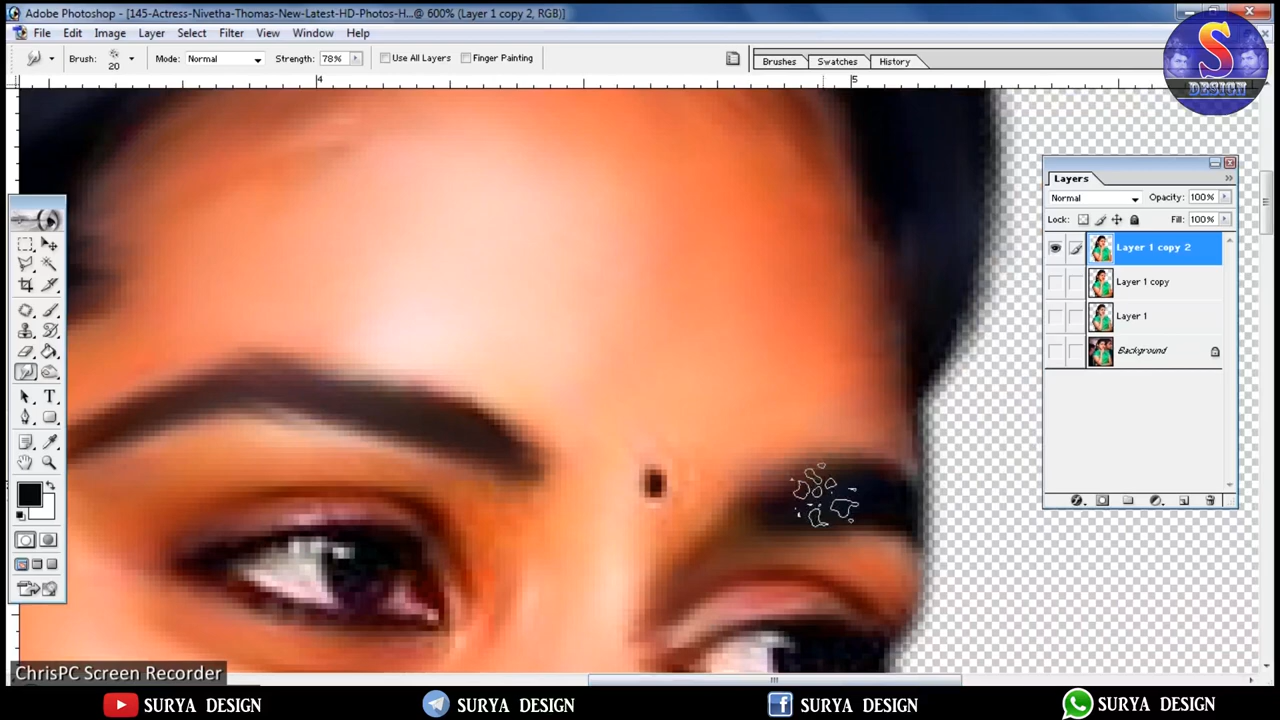 Adobe Photoshop - [145-Actress-Nivetha-Thomas-New-Latest-HD-Photos-H...@ 600% (Layer 1 copy 2, RGB)]
File Edit Image Layer Select Filter View Window Help
Brush: 20 Mode: Normal Strength: 78% Use All Layers Finger Painting Brushes Swatches History
4 5
S
DESIGN
Layers
Normal Opacity: 100%
Lock: Fill: 100%
Layer 1 copy 2
Layer 1 copy
Layer 1
Background
T
ChrisPC Screen Recorder
SURYA DESIGN SURYA DESIGN SURYA DESIGN SURYA DESIGN